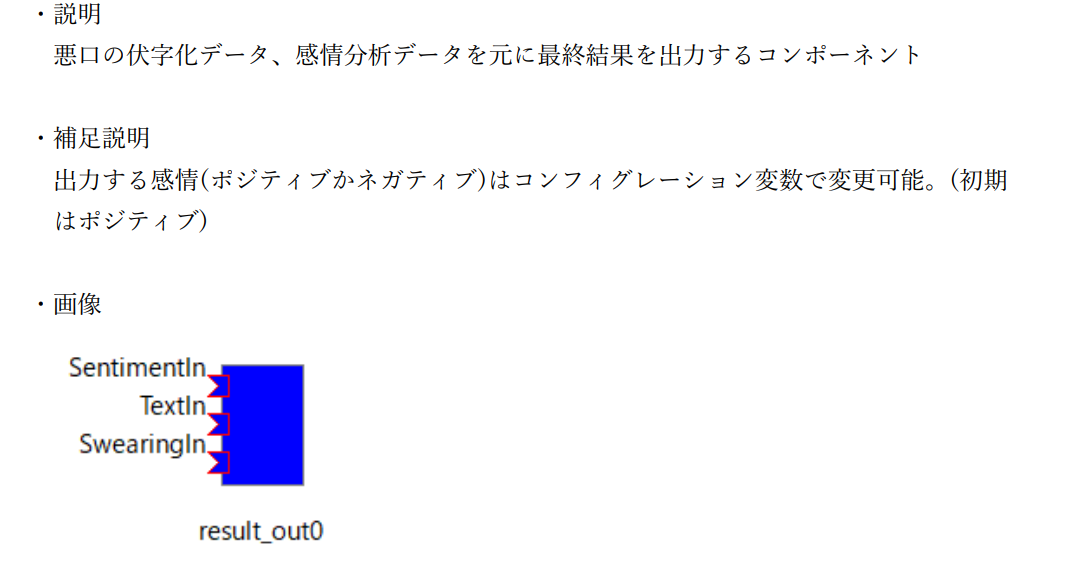 ・説明
悪口の伏字化データ、感情分析データを元に最終結果を出力するコンポーネント
・補足説明
出力する感情(ポジティブかネガティブ)はコンフィグレーション変数で変更可能。(初期
はポジティブ)
・画像
SentimentIn
TextIn
SwearingIn
result_out0